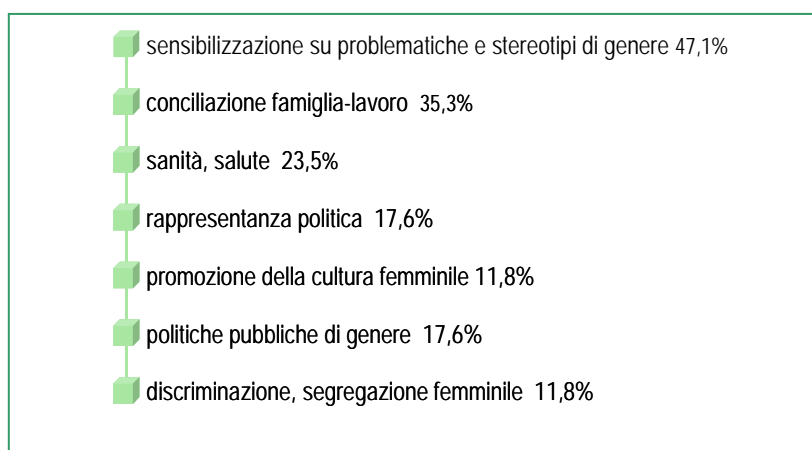 sensibilizzazione su problematiche e stereotipi di genere 47,1%
conciliazione famiglia-lavoro 35,3%
sanità, salute 23,5%
rappresentanza politica 17,6%
promozione della cultura femminile 11,8%
politiche pubbliche di genere 17,6%
discriminazione, segregazione femminile 11,8%